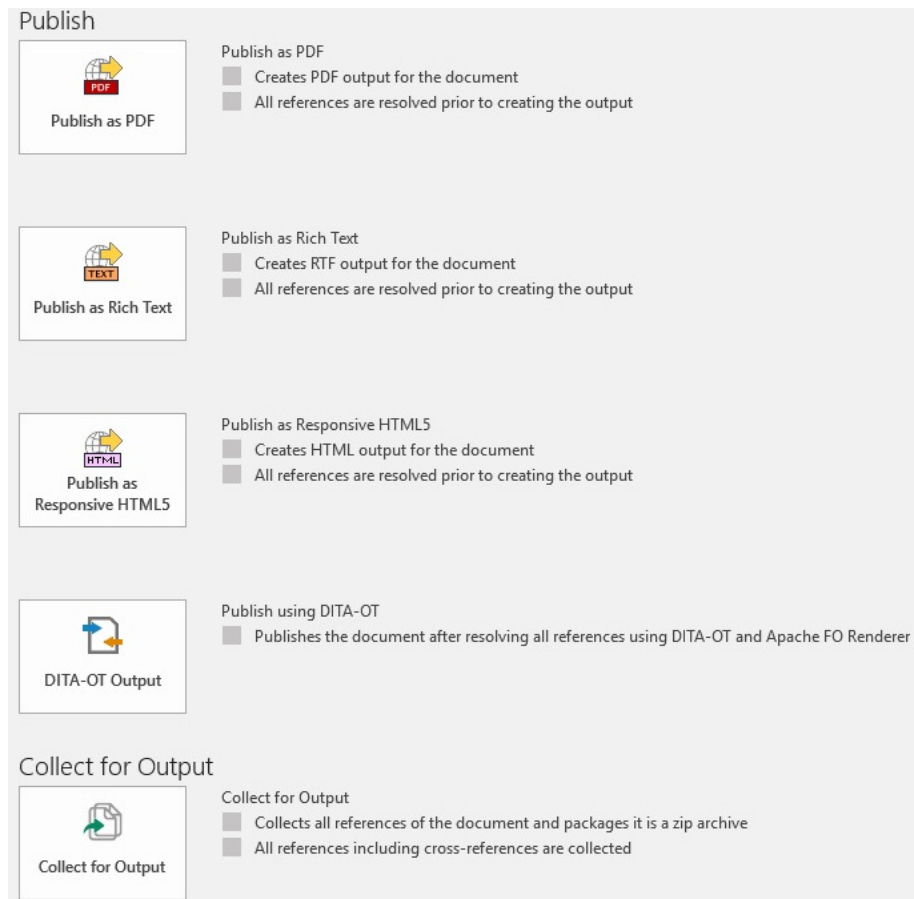 Publish
PDF
Publish as PDF
Publish as PDF
Creates PDF output for the document
All references are resolved prior to creating the output
TEXT
Publish as Rich Text
Publish as Rich Text
Creates RTF output for the document
All references are resolved prior to creating the output
HTML
Publish as
Responsive HTML5
Publish as Responsive HTML5
Creates HTML output for the document
All references are resolved prior to creating the output
DITA-OT Output
Publish using DITA-OT
Publishes the document after resolving all references using DITA-OT and Apache FO Renderer
Collect for Output
Collect for Output
Collect for Output
Collects all references of the document and packages it is a zip archive
All references including cross-references are collected